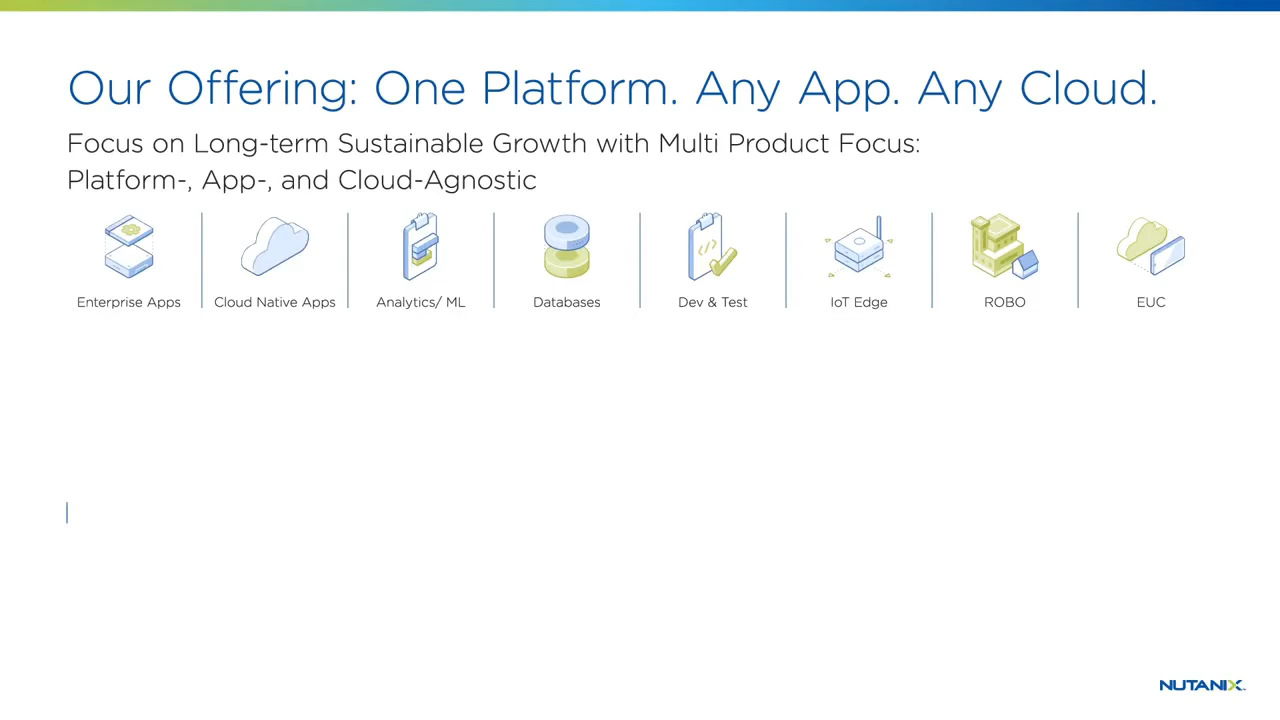 Our Offering: One Platform. Any App. Any Cloud.
Focus on Long-term Sustainable Growth with Multi Product Focus:
Platform-, App-, and Cloud-Agnostic
Enterprise Apps
Cloud Native Apps
Analytics/ ML
Databases
Dev & Test
IoT Edge
ROBO
EUC
NUTANIX